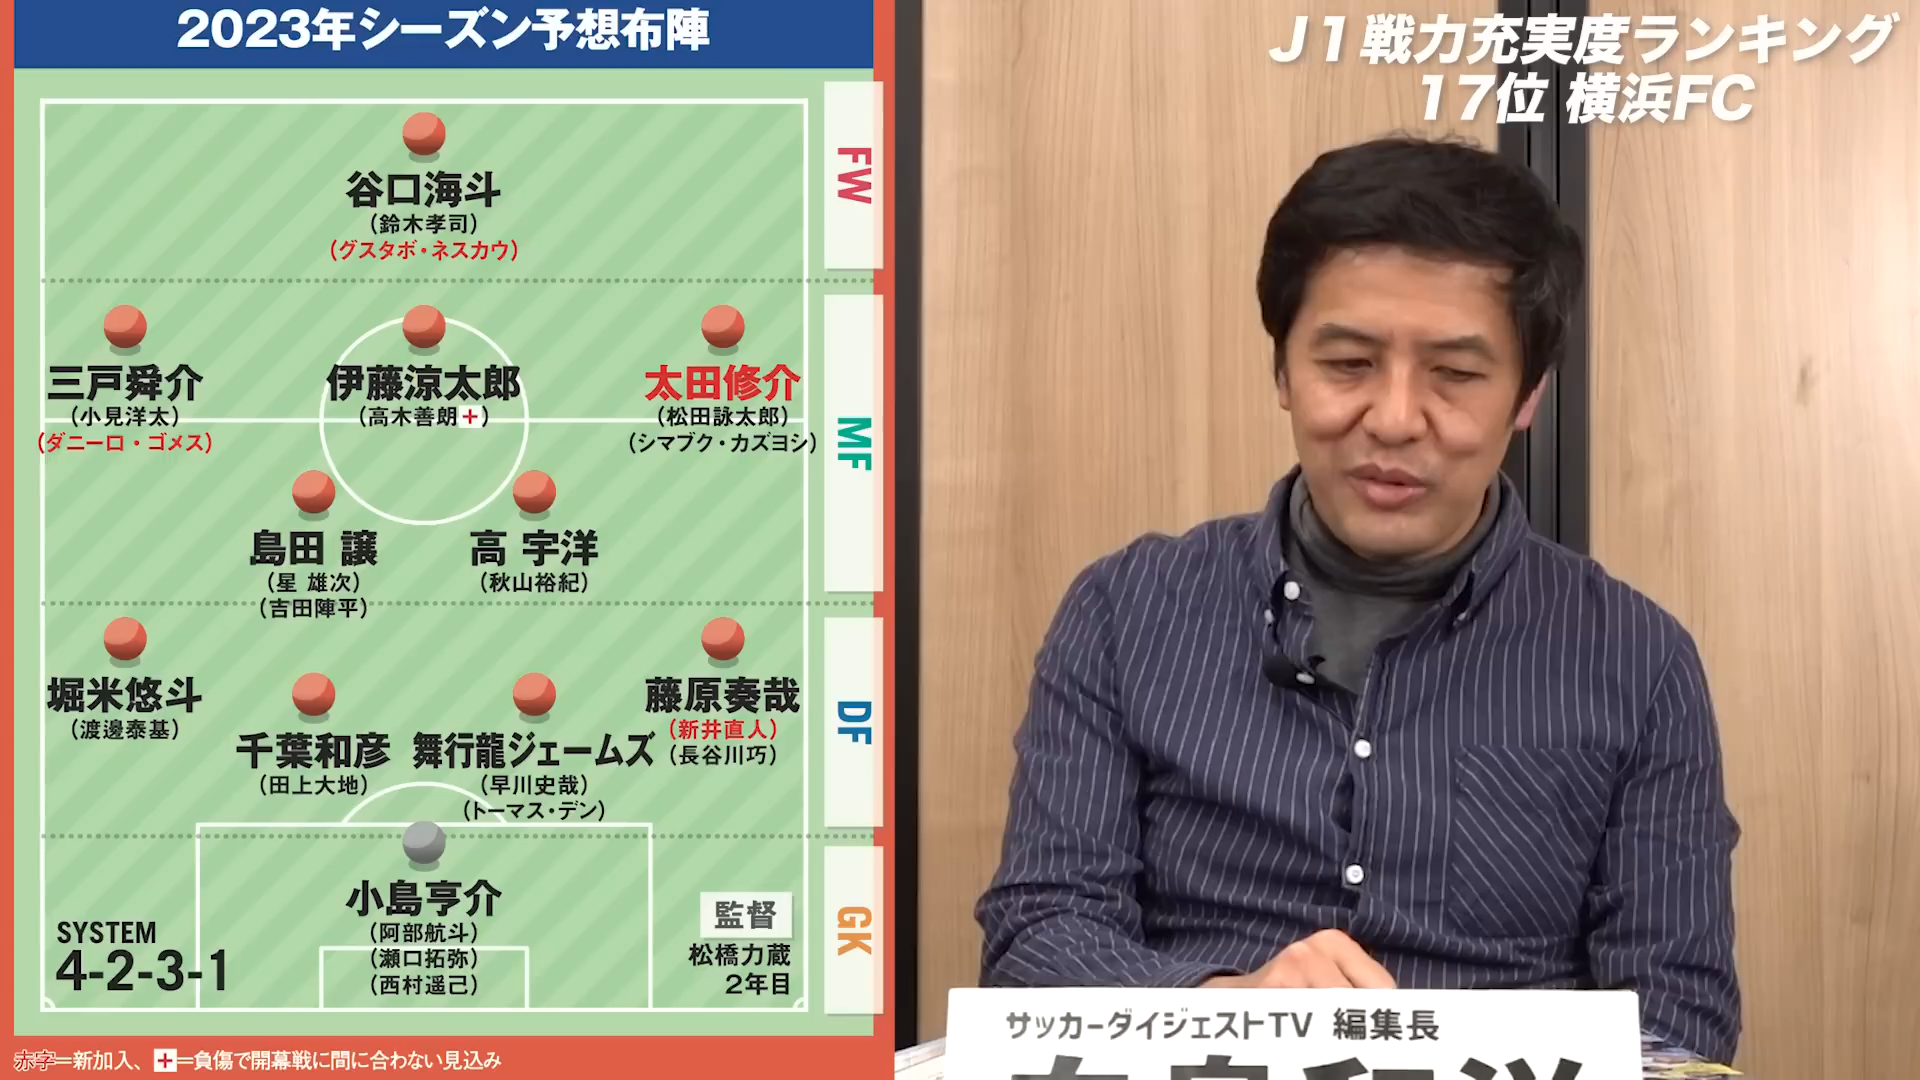 2023年シーズン予想布陣
J1戦力充実度ランキング
17位 横浜FC
FW
谷口海斗
(鈴木孝司)
(グスタボ・ネスカウ)
MF
三戸舜介
(小見洋太)
(ダニーロ・ゴメス)
伊藤涼太郎
(高木善朗+)
太田修介
(松田詠太郎)
(シマブク・カズヨシ)
島田 譲
(星 雄次)
(吉田陣平)
高 宇洋
(秋山裕紀)
DF
堀米悠斗
(渡邊泰基)
千葉和彦
(田上大地)
舞行龍ジェームズ
(早川史哉)
(トーマス・デン)
藤原奏哉
(新井直人)
(長谷川巧)
GK
小島亨介
(阿部航斗)
(瀬口拓弥)
(西村遥己)
SYSTEM
4-2-3-1
監督
松橋力蔵
2年目
赤字=新加入、+=負傷で開幕戦に間に合わない見込み
サッカーダイジェストTV 編集長